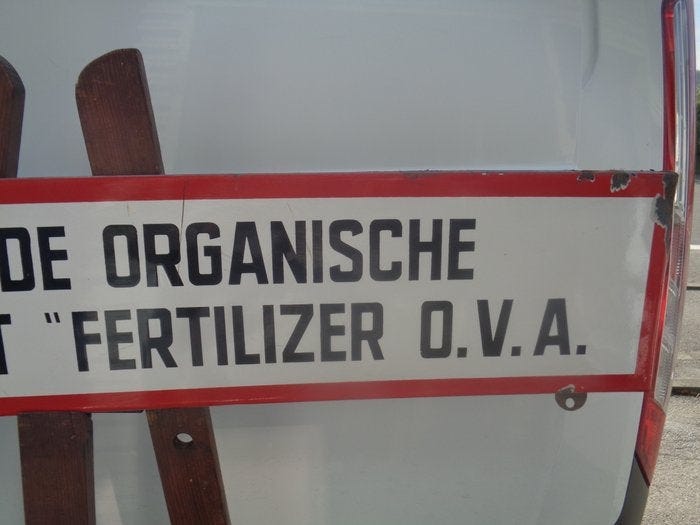 DE ORGANISCHE
T "FERTILIZER O.V.A.